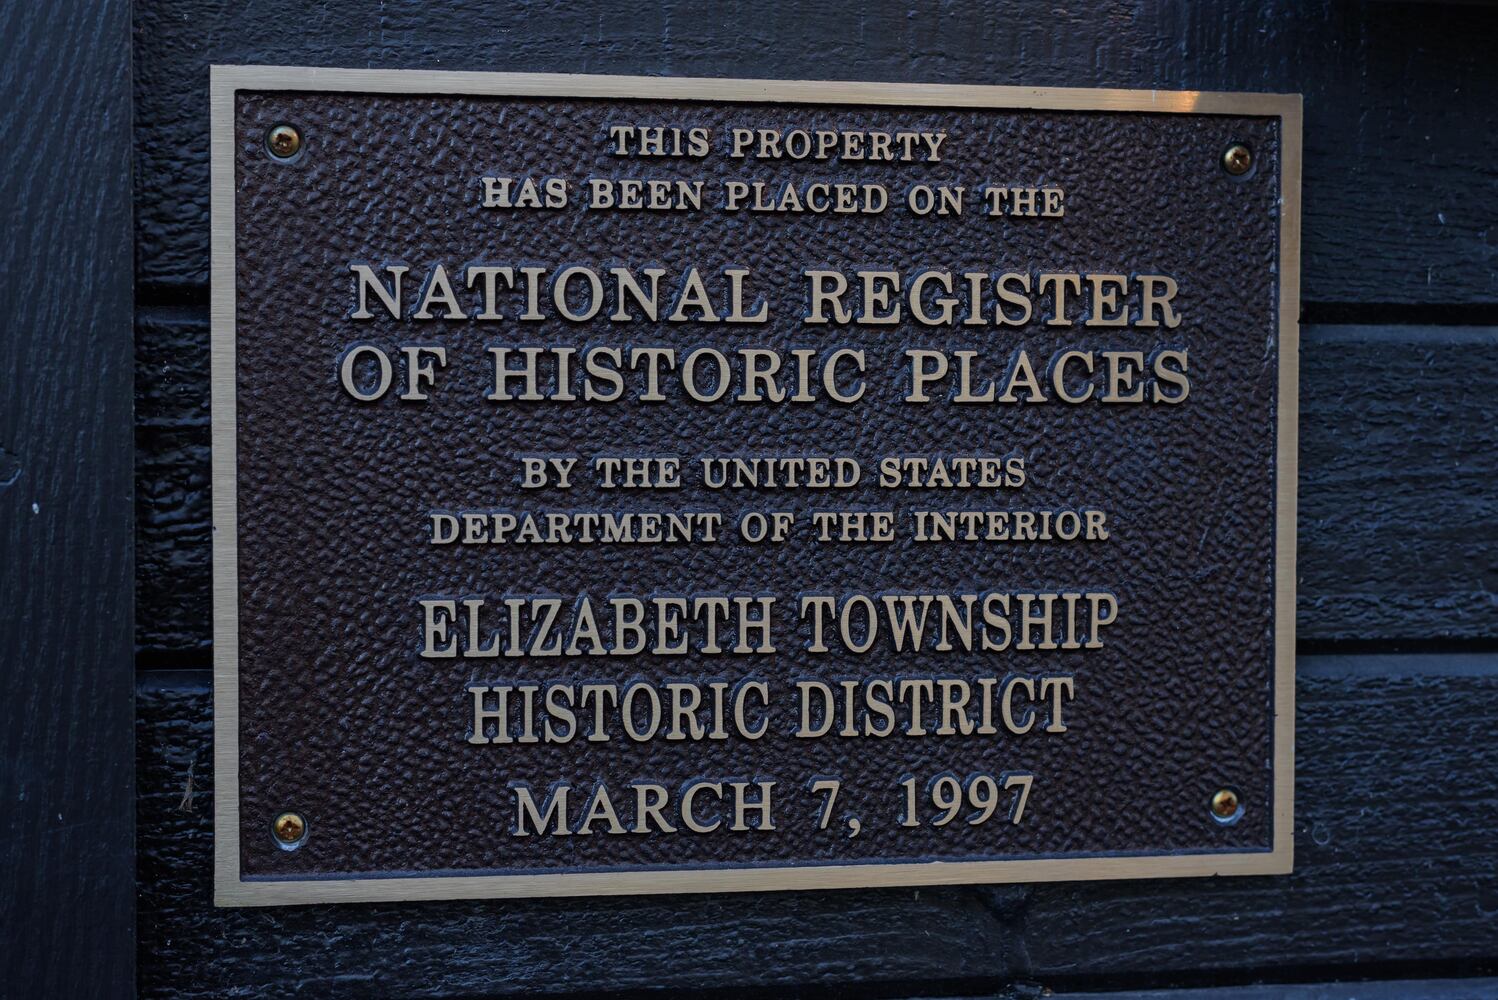 THIS PROPERTY
HAS BEEN PLACED ON THE
NATIONAL REGISTER
OF HISTORIC PLACES
BY THE UNITED STATES
DEPARTMENT OF THE INTERIOR
ELIZABETH TOWNSHIP
HISTORIC DISTRICT
MARCH 7, 1997